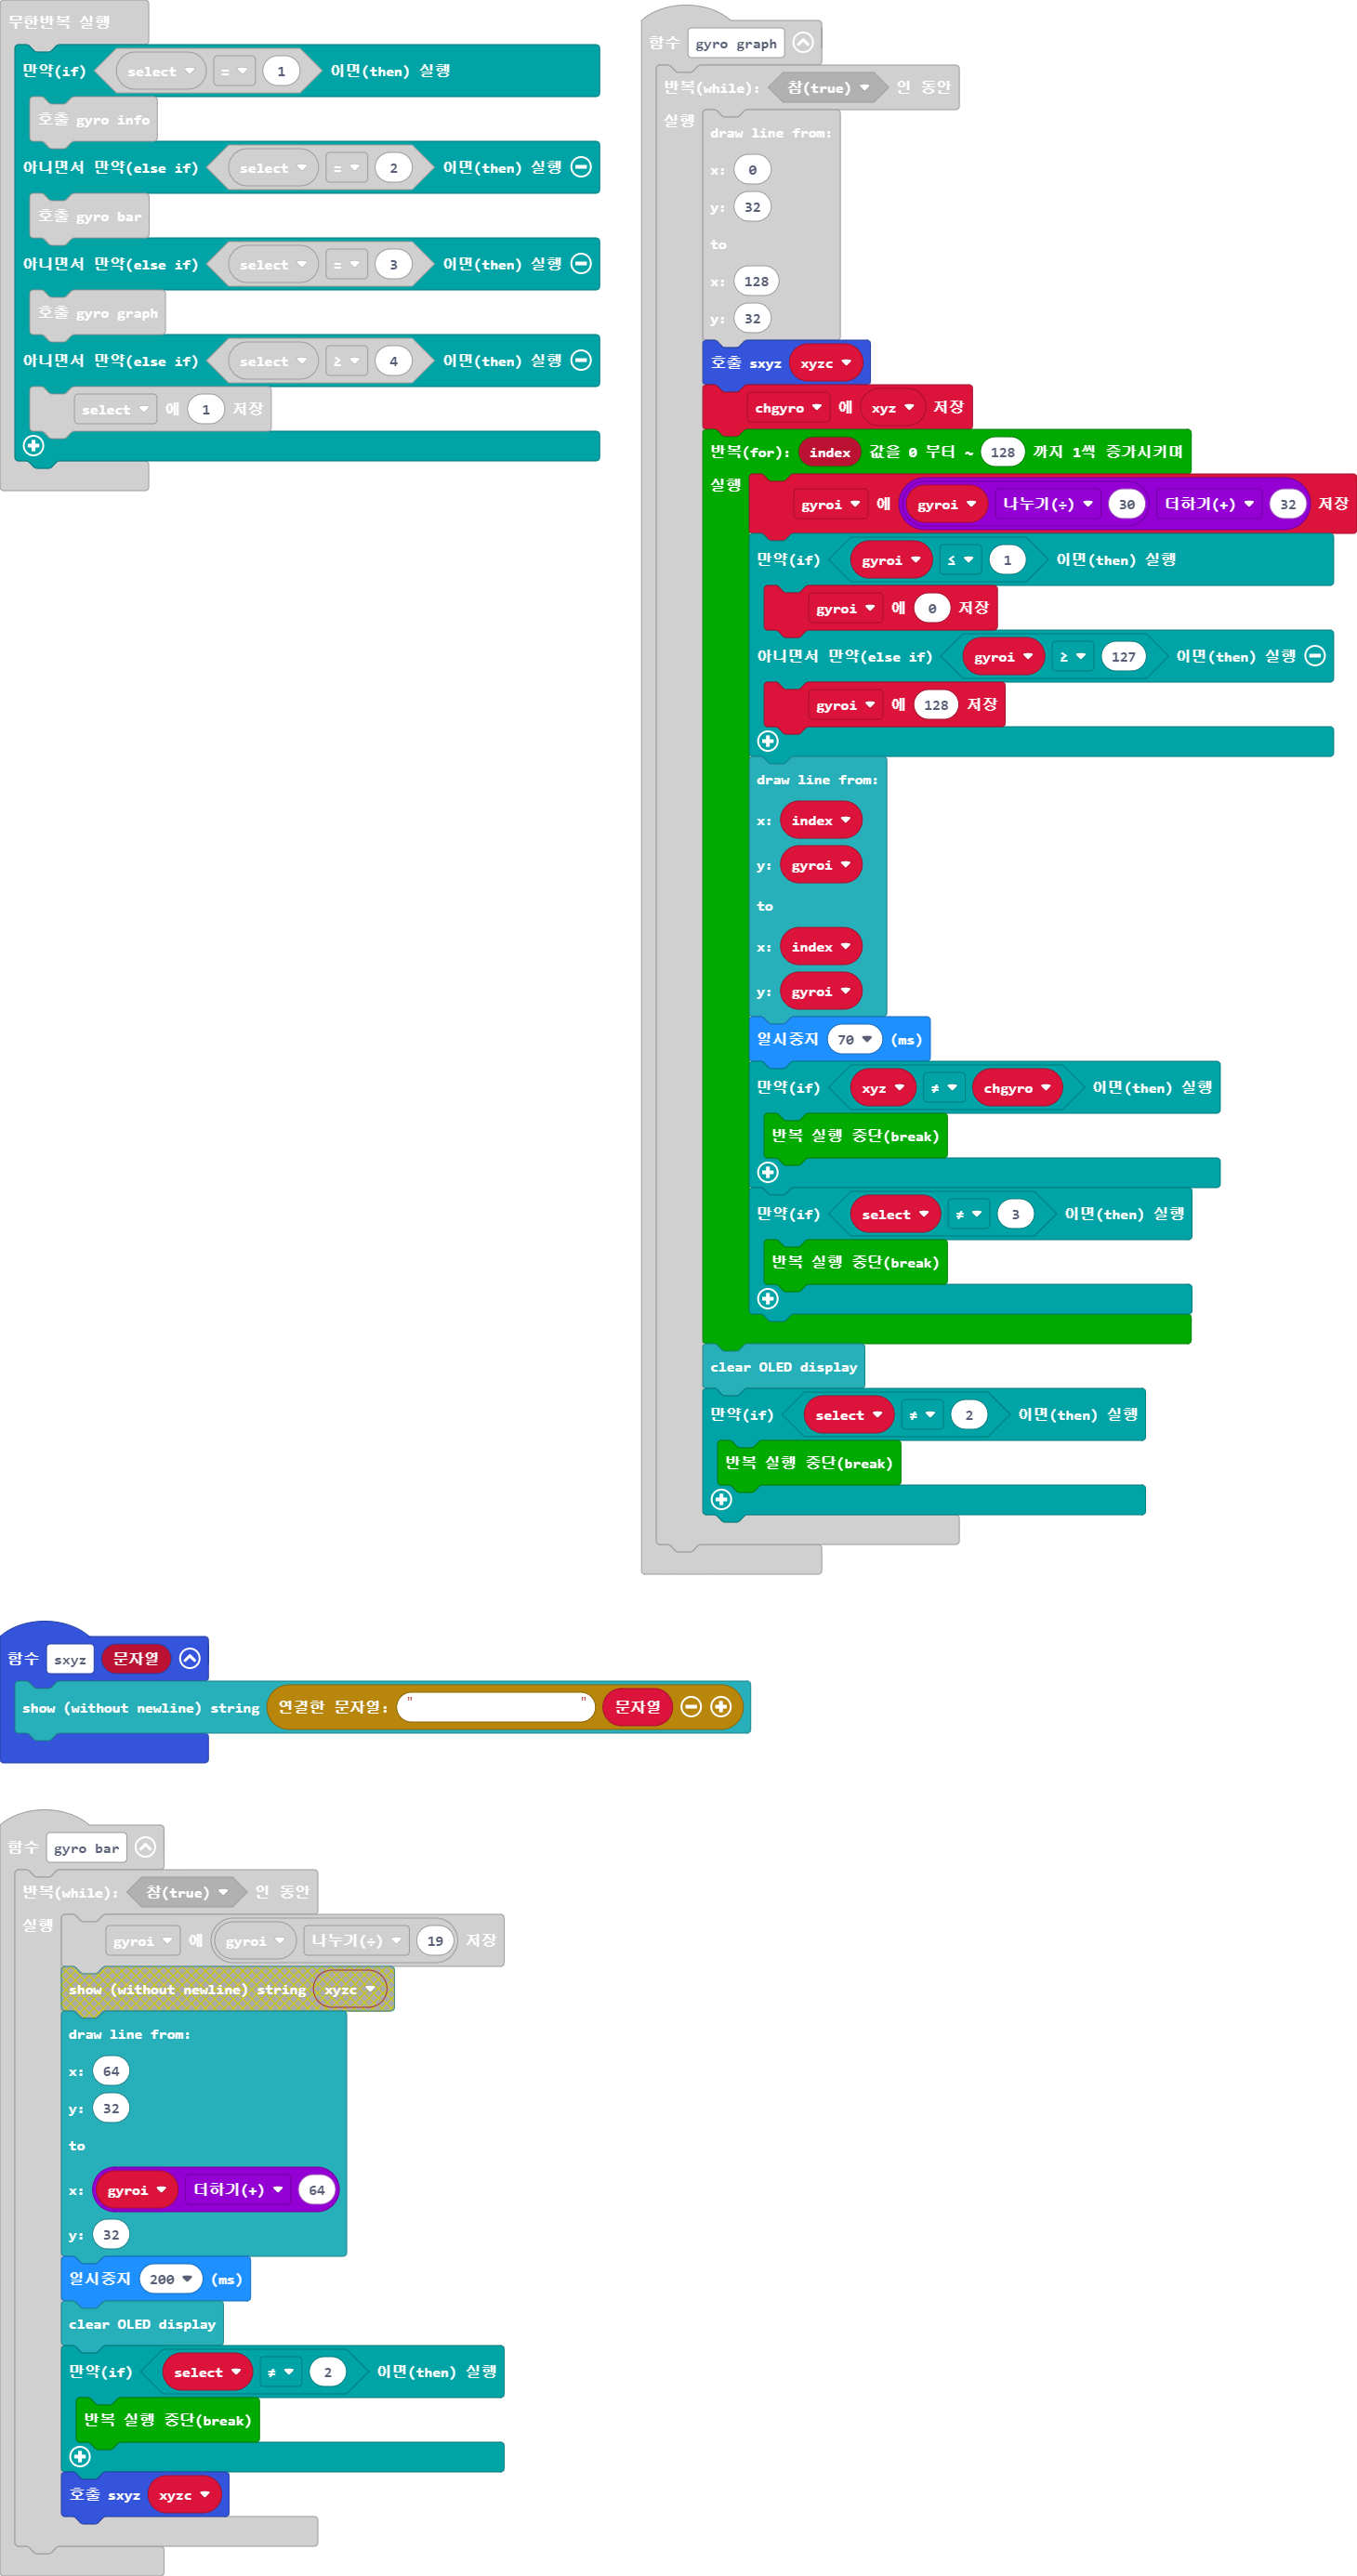 무한반복 실행
만약(if) select = 1 이면(then) 실행
호출 gyro info
아니면서 만약(else if) select = 2 이면(then) 실행
호출 gyro bar
아니면서 만약(else if) select = 3 이면(then) 실행
호출 gyro graph
아니면서 만약(else if) select ≥ 4 이면(then) 실행
select 에 1 저장
함수 gyro graph
반복(while): 참(true) 인 동안
실행
draw line from:
x: 0
y: 32
to
x: 128
y: 32
호출 sxyz xyzc
chgyro 에 xyz 저장
반복(for): index 값을 0 부터 ~ 128 까지 1씩 증가시키며
실행
gyroi 에 gyroi 나누기(÷) 30 더하기(+) 32 저장
만약(if) gyroi ≤ 1 이면(then) 실행
gyroi 에 0 저장
아니면서 만약(else if) gyroi ≥ 127 이면(then) 실행
gyroi 에 128 저장
draw line from:
x: index
y: gyroi
to
x: index
y: gyroi
일시중지 70 (ms)
만약(if) xyz ≠ chgyro 이면(then) 실행
반복 실행 중단(break)
만약(if) select ≠ 3 이면(then) 실행
반복 실행 중단(break)
clear OLED display
만약(if) select ≠ 2 이면(then) 실행
반복 실행 중단(break)
함수 sxyz 문자열
show (without newline) string 연결한 문자열: " " 문자열
함수 gyro bar
반복(while): 참(true) 인 동안
실행
gyroi 에 gyroi 나누기(÷) 19 저장
show (without newline) string xyzc
draw line from:
x: 64
y: 32
to
x: gyroi 더하기(+) 64
y: 32
일시중지 200 (ms)
clear OLED display
만약(if) select ≠ 2 이면(then) 실행
반복 실행 중단(break)
호출 sxyz xyzc